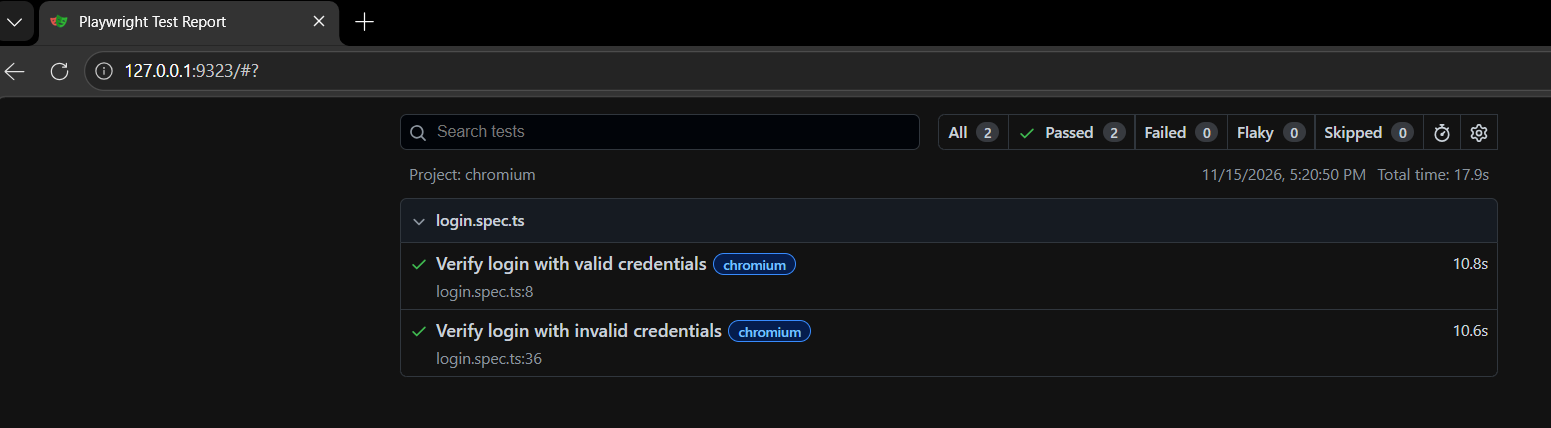 Playwright Test Report
127.0.0.1:9323/#?
Search tests
All 2 Passed 2 Failed 0 Flaky 0 Skipped 0
Project: chromium
11/15/2026, 5:20:50 PM Total time: 17.9s
login.spec.ts
Verify login with valid credentials chromium 10.8s
login.spec.ts:8
Verify login with invalid credentials chromium 10.6s
login.spec.ts:36